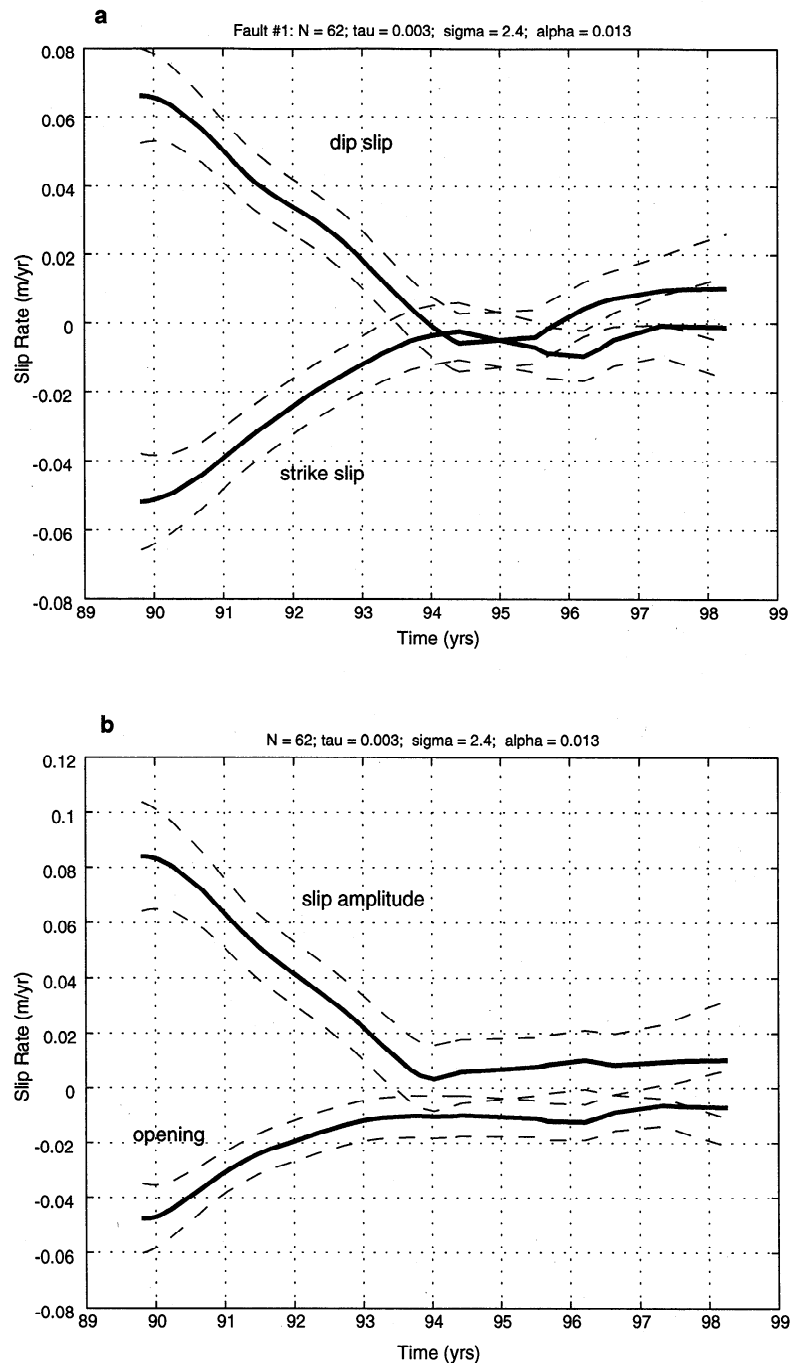 a
Fault #1: N = 62; tau = 0.003; sigma = 2.4; alpha = 0.013
0.08
0.06
0.04
0.02
0
-0.02
-0.04
-0.06
-0.08
Slip Rate (m/yr)
dip slip
strike slip
89 90 91 92 93 94 95 96 97 98 99
Time (yrs)
b
N = 62; tau = 0.003; sigma = 2.4; alpha = 0.013
0.12
0.1
0.08
0.06
0.04
0.02
0
-0.02
-0.04
-0.06
-0.08
Slip Rate (m/yr)
slip amplitude
opening
89 90 91 92 93 94 95 96 97 98 99
Time (yrs)